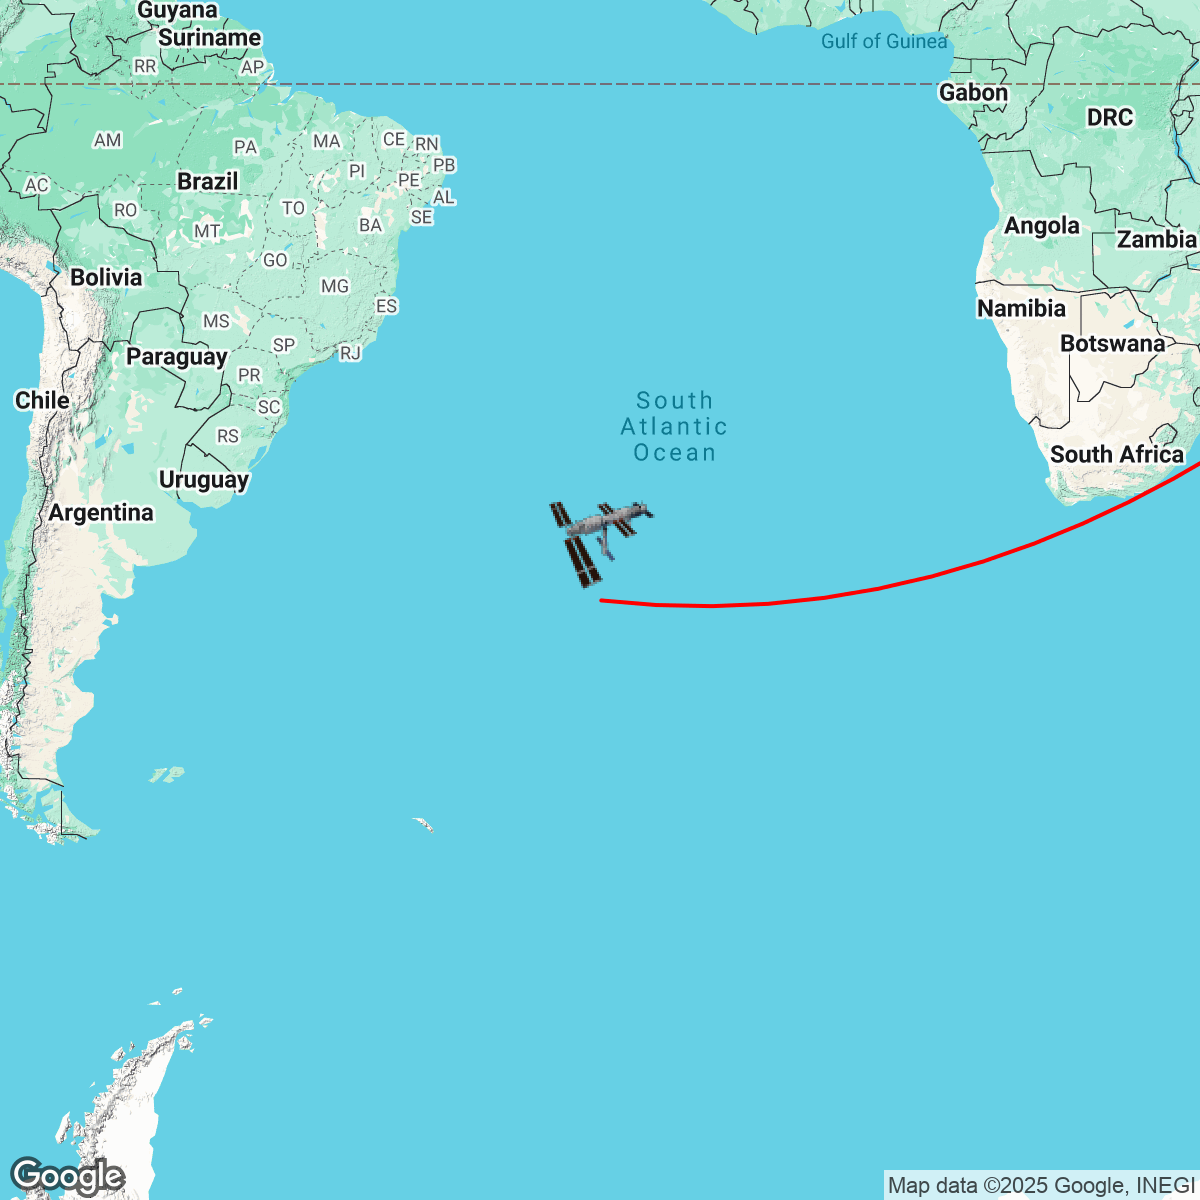 Guyana
Suriname
Gulf of Guinea
RR
AP
Gabon
DRC
AM
PA
MA
CE
RN
PI
PB
AC
Brazil
PE
AL
RO
TO
SE
MT
BA
Angola
Zambia
GO
Bolivia
MG
ES
Namibia
MS
SP
RJ
Paraguay
Botswana
PR
Chile
SC
South
Atlantic
Ocean
RS
South Africa
Uruguay
Argentina
Google
Map data ©2025 Google, INEGI